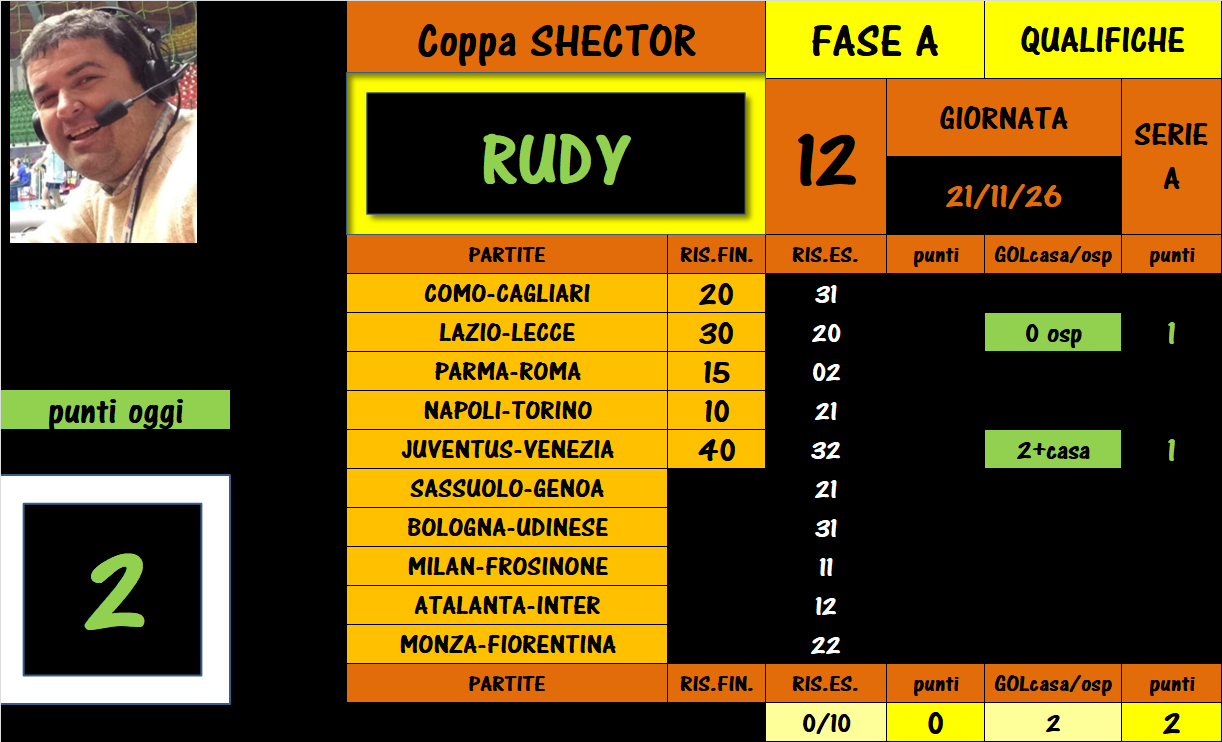 Coppa SHECTOR FASE A QUALIFICHE
RUDY 12 GIORNATA SERIE A
21/11/26
PARTITE RIS.FIN. RIS.ES. punti GOLcasa/osp punti
COMO-CAGLIARI 20 31
LAZIO-LECCE 30 20 0 osp 1
PARMA-ROMA 15 02
NAPOLI-TORINO 10 21
JUVENTUS-VENEZIA 40 32 2+casa 1
SASSUOLO-GENOA 21
BOLOGNA-UDINESE 31
MILAN-FROSINONE 11
ATALANTA-INTER 12
MONZA-FIORENTINA 22
PARTITE RIS.FIN. RIS.ES. punti GOLcasa/osp punti
0/10 0 2 2
punti oggi
2